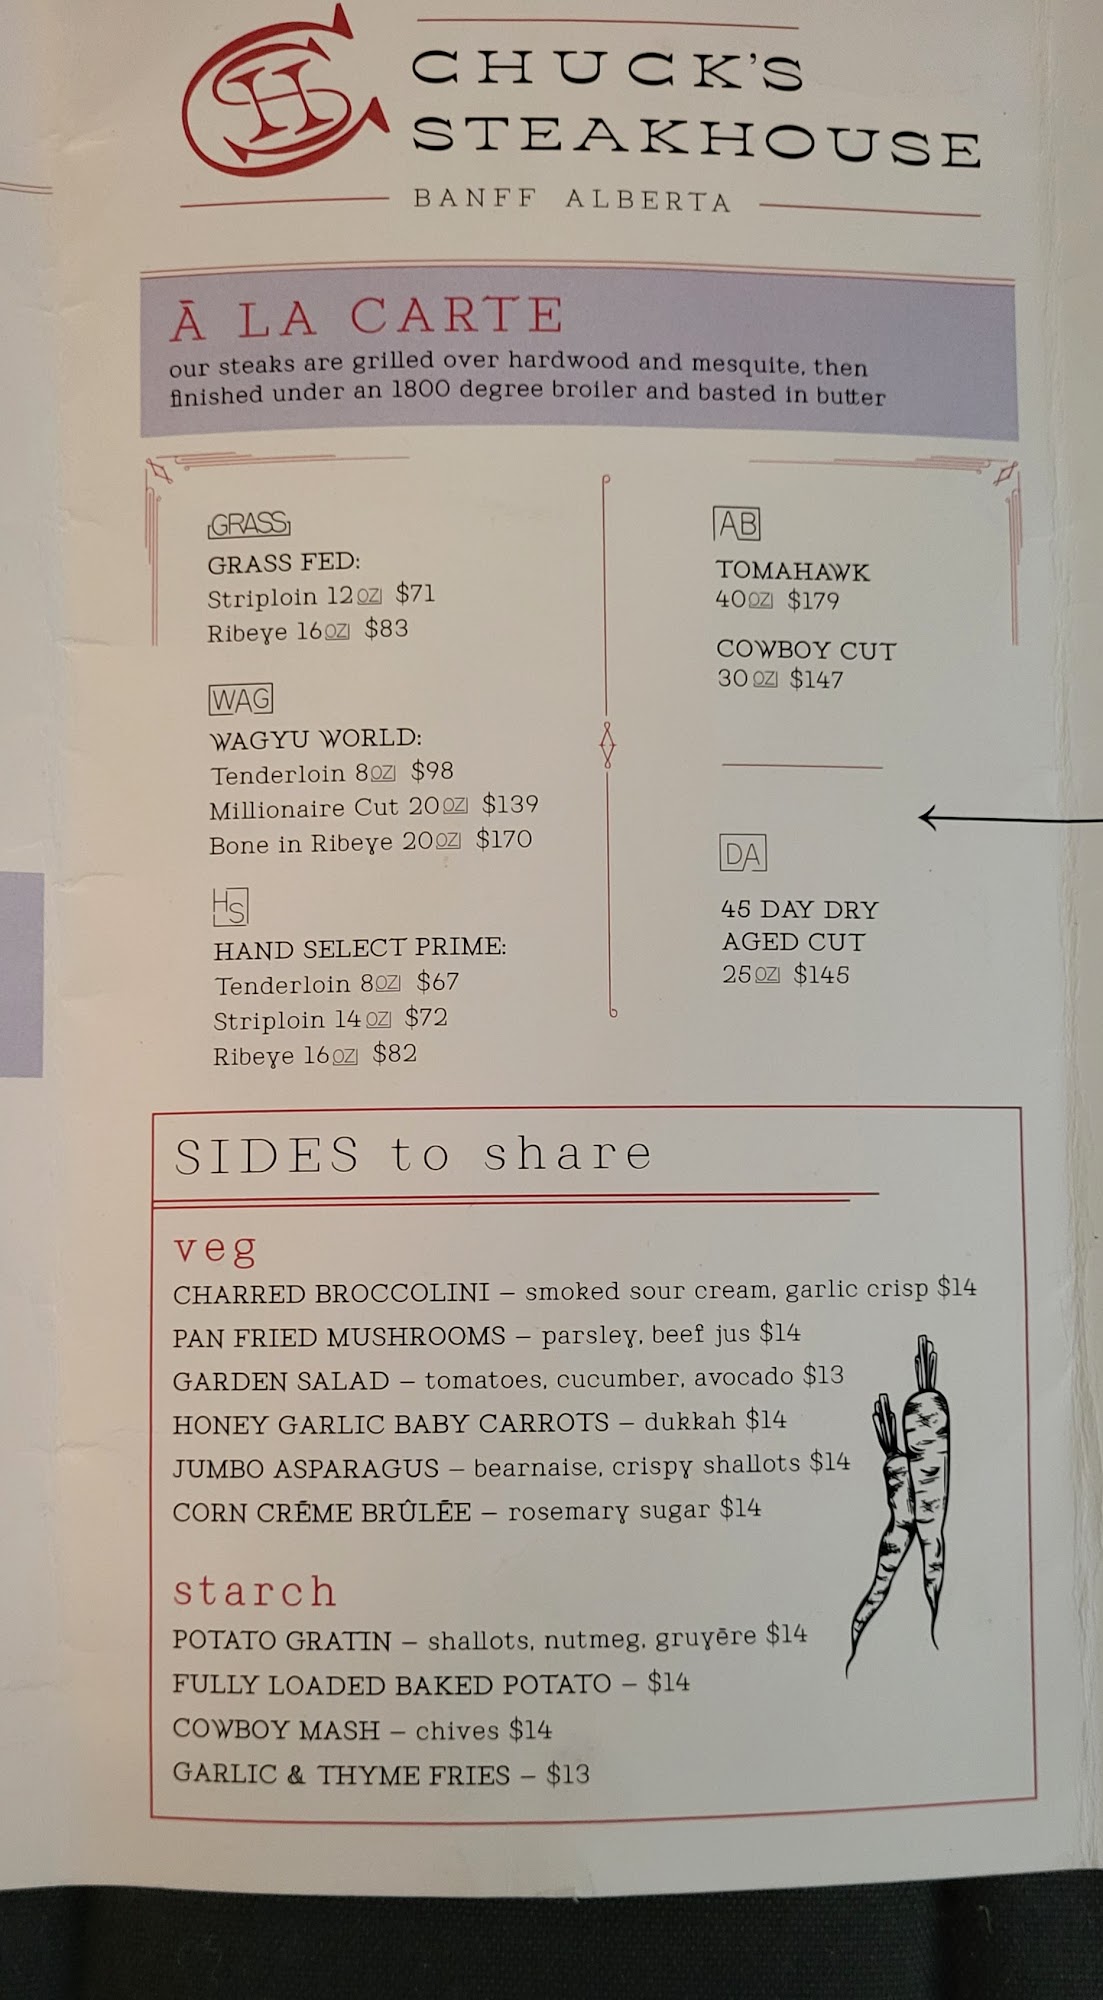 CHUCK'S
STEAKHOUSE
BANFF ALBERTA
Ā LA CARTE
our steaks are grilled over hardwood and mesquite, then
finished under an 1800 degree broiler and basted in butter
GRASS
GRASS FED:
Striploin 12OZ $71
Ribeye 16OZ $83
WAG
WAGYU WORLD:
Tenderloin 8OZ $98
Millionaire Cut 20OZ $139
Bone in Ribeye 20OZ $170
HS
HAND SELECT PRIME:
Tenderloin 8OZ $67
Striploin 14OZ $72
Ribeye 16OZ $82
AB
TOMAHAWK
40OZ $179
COWBOY CUT
30OZ $147
DA
45 DAY DRY
AGED CUT
25OZ $145
SIDES to share
veg
CHARRED BROCCOLINI – smoked sour cream, garlic crisp $14
PAN FRIED MUSHROOMS – parsley, beef jus $14
GARDEN SALAD – tomatoes, cucumber, avocado $13
HONEY GARLIC BABY CARROTS – dukkah $14
JUMBO ASPARAGUS – bearnaise, crispy shallots $14
CORN CRĒME BRÛLĒE – rosemary sugar $14
starch
POTATO GRATIN – shallots, nutmeg, gruyēre $14
FULLY LOADED BAKED POTATO – $14
COWBOY MASH – chives $14
GARLIC & THYME FRIES – $13